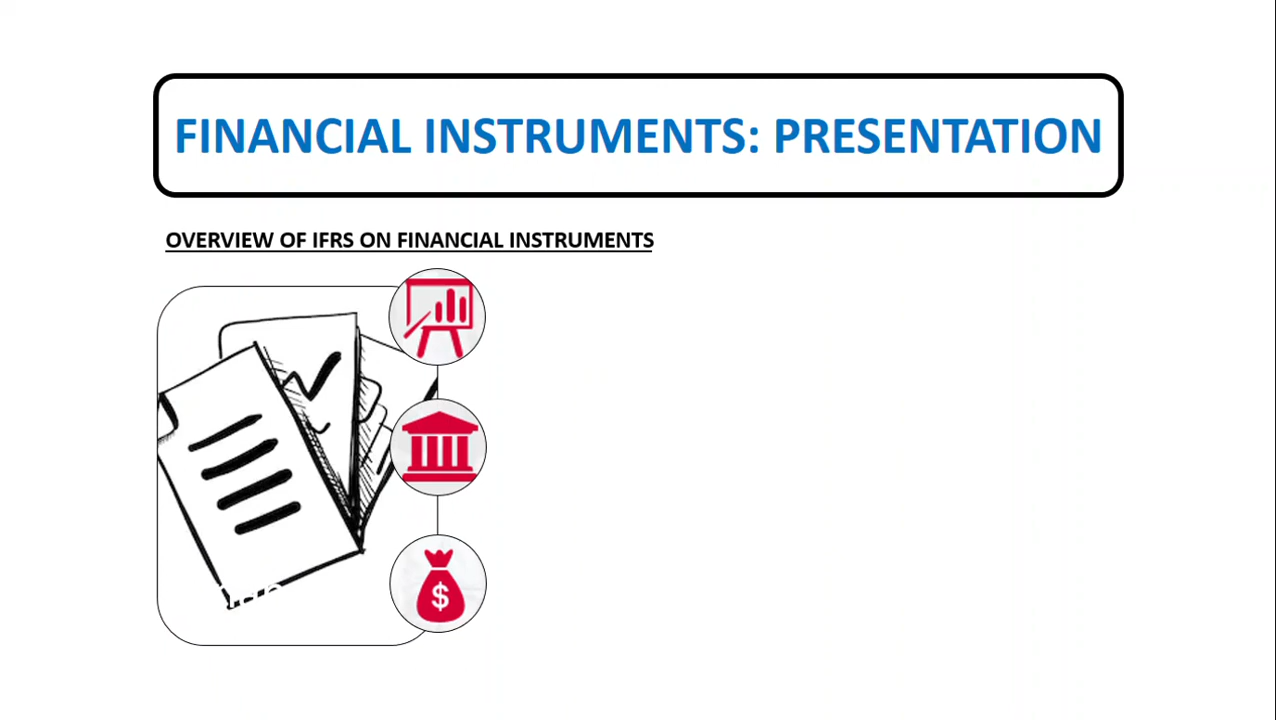 FINANCIAL INSTRUMENTS: PRESENTATION
OVERVIEW OF IFRS ON FINANCIAL INSTRUMENTS
$